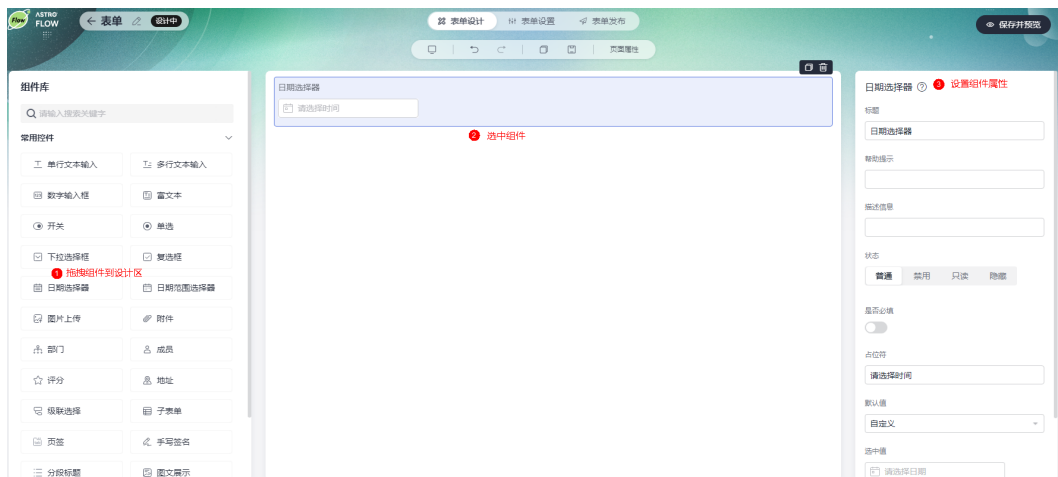 Flow ASTRO FLOW
表单 设计中
表单设计 表单设置 表单发布
保存并预览
页面属性
组件库
请输入搜索关键字
常用控件
单行文本输入 多行文本输入
数字输入框 富文本
开关 单选
下拉选择框 复选框
1 拖拽组件到设计区
日期选择器 日期范围选择器
图片上传 附件
部门 成员
评分 地址
级联选择 子表单
页签 手写签名
分段标题 图文展示
日期选择器
请选择时间
2 选中组件
日期选择器 3 设置组件属性
标题
日期选择器
帮助提示
描述信息
状态
普通 禁用 只读 隐藏
是否必填
占位符
请选择时间
默认值
自定义
选中值
请选择日期